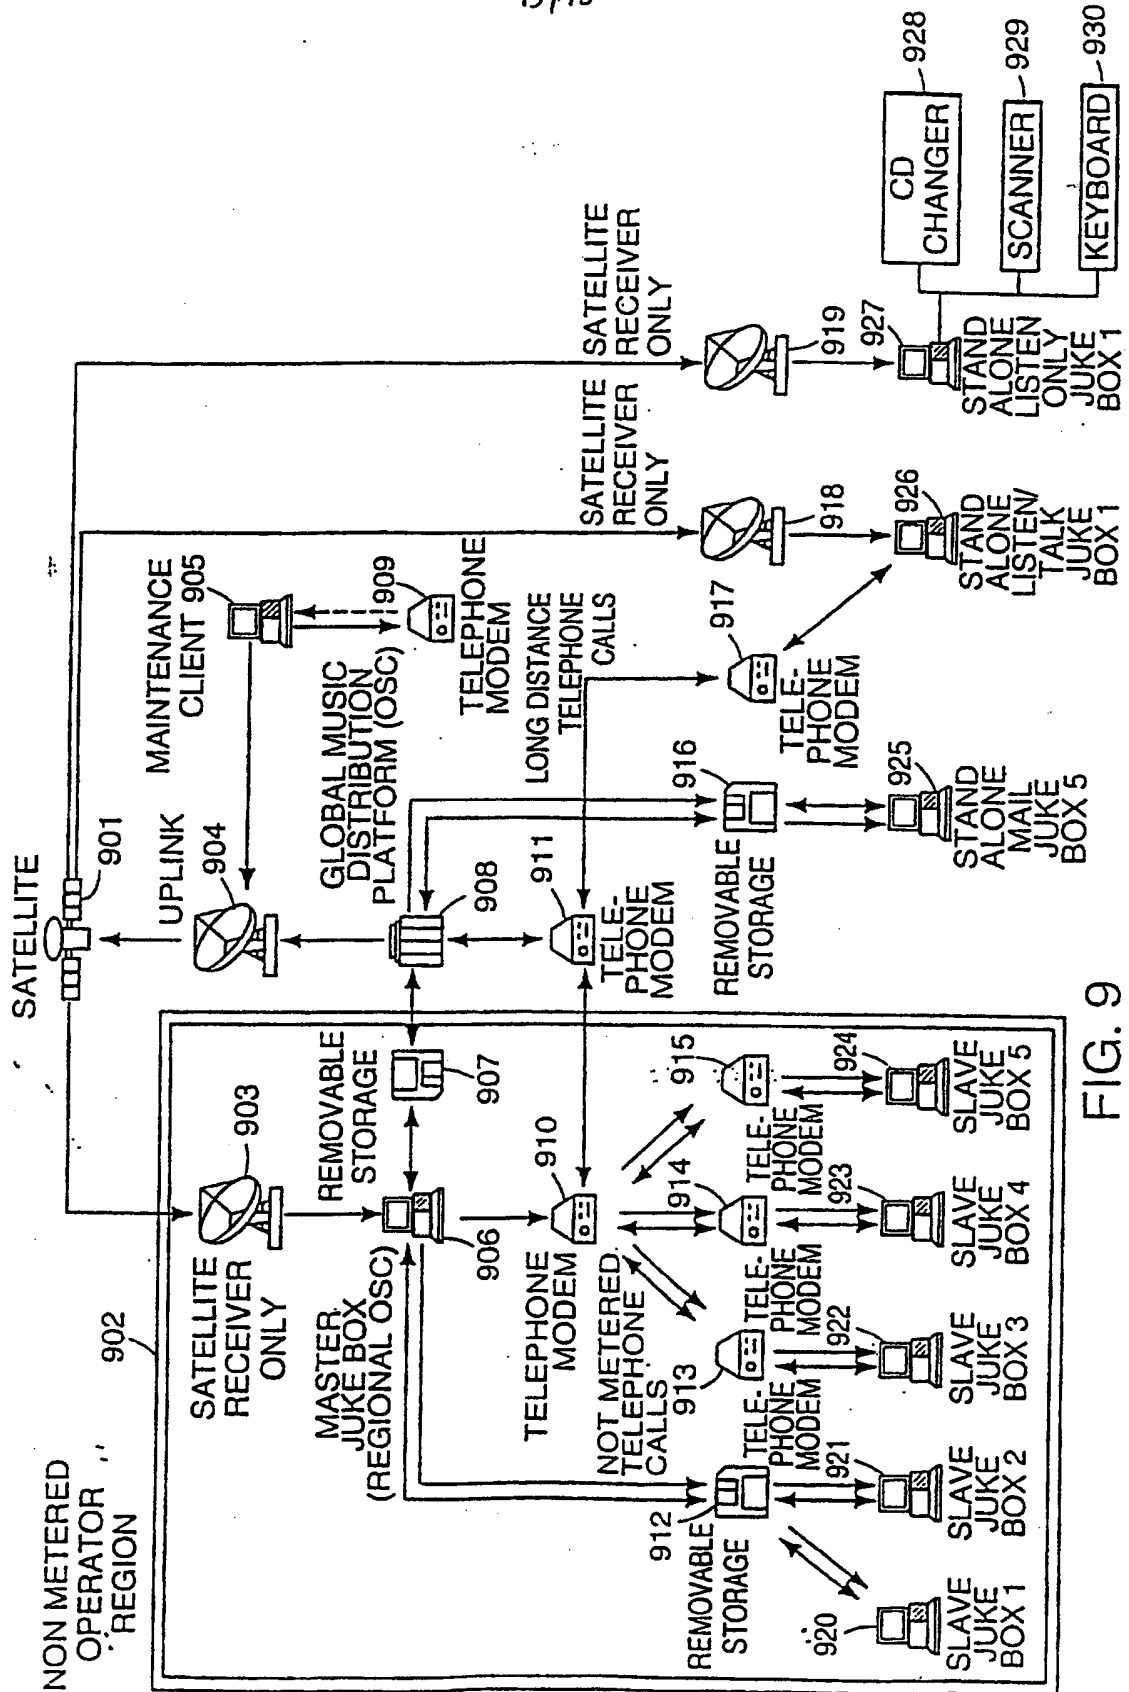 SATELLITE
901
NON METERED
OPERATOR
REGION
902
UPLINK
904
MAINTENANCE
CLIENT 905
903
SATELLITE
RECEIVER
ONLY
REMOVABLE
STORAGE
907
GLOBAL MUSIC
DISTRIBUTION
PLATFORM (OSC)
908
909
TELEPHONE
MODEM
MASTER
JUKE BOX
(REGIONAL OSC)
906
910
TELEPHONE
MODEM
911
TELE-
PHONE
MODEM
LONG DISTANCE
TELEPHONE
CALLS
SATELLITE
RECEIVER
ONLY
SATELLITE
RECEIVER
ONLY
NOT METERED
TELEPHONE
CALLS
912
REMOVABLE
STORAGE
913
TELE-
PHONE
MODEM
914
TELE-
PHONE
MODEM
915
TELE-
PHONE
MODEM
916
REMOVABLE
STORAGE
917
TELE-
PHONE
MODEM
918
919
920
SLAVE
JUKE
BOX 1
921
SLAVE
JUKE
BOX 2
922
SLAVE
JUKE
BOX 3
923
SLAVE
JUKE
BOX 4
924
SLAVE
JUKE
BOX 5
925
STAND
ALONE
MAIL
JUKE
BOX 5
926
STAND
ALONE
LISTEN/
TALK
JUKE
BOX 1
927
STAND
ALONE
LISTEN
ONLY
JUKE
BOX 1
CD
CHANGER
928
SCANNER
929
KEYBOARD
930
FIG. 9